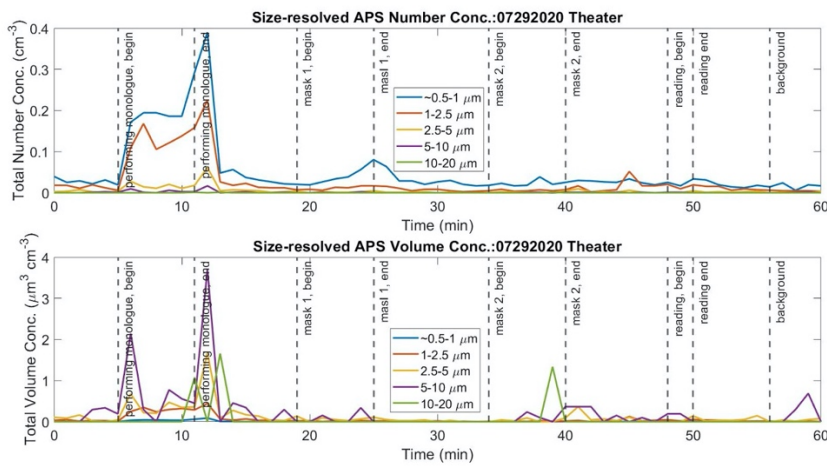 Size-resolved APS Number Conc.:07292020 Theater
Total Number Conc. (cm-3)
0.4
0.3
0.2
0.1
0
performing monologue, begin
performing monologue, end
mask 1, begin
masl 1, end
mask 2, begin
mask 2, end
reading, begin
reading end
background
~0.5-1 μm
1-2.5 μm
2.5-5 μm
5-10 μm
10-20 μm
0 10 20 30 40 50 60
Time (min)
Size-resolved APS Volume Conc.:07292020 Theater
Total Volume Conc. (μm3 cm-3)
4
3
2
1
0
performing monologue, begin
performing monologue, end
mask 1, begin
masl 1, end
mask 2, begin
mask 2, end
reading, begin
reading end
background
~0.5-1 μm
1-2.5 μm
2.5-5 μm
5-10 μm
10-20 μm
0 10 20 30 40 50 60
Time (min)